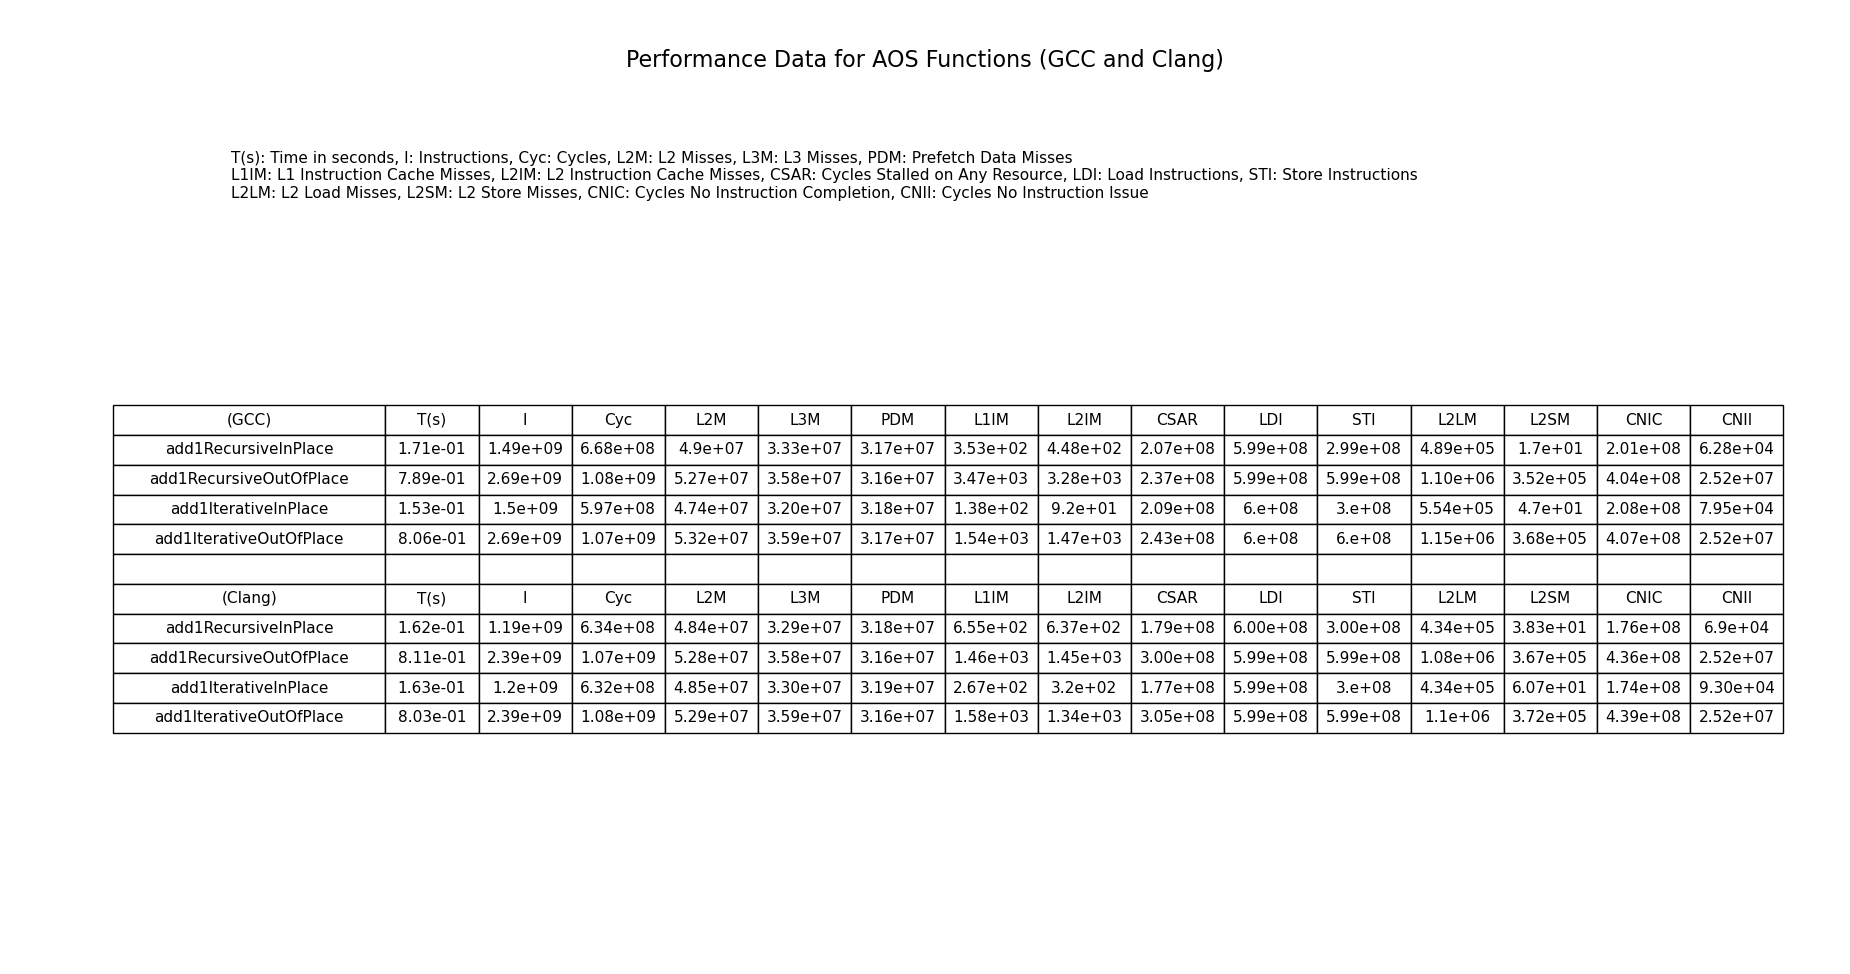 Performance Data for AOS Functions (GCC and Clang)
T(s): Time in seconds, I: Instructions, Cyc: Cycles, L2M: L2 Misses, L3M: L3 Misses, PDM: Prefetch Data Misses
L1IM: L1 Instruction Cache Misses, L2IM: L2 Instruction Cache Misses, CSAR: Cycles Stalled on Any Resource, LDI: Load Instructions, STI: Store Instructions
L2LM: L2 Load Misses, L2SM: L2 Store Misses, CNIC: Cycles No Instruction Completion, CNII: Cycles No Instruction Issue
(GCC) T(s) I Cyc L2M L3M PDM L1IM L2IM CSAR LDI STI L2LM L2SM CNIC CNII
add1RecursiveInPlace 1.71e-01 1.49e+09 6.68e+08 4.9e+07 3.33e+07 3.17e+07 3.53e+02 4.48e+02 2.07e+08 5.99e+08 2.99e+08 4.89e+05 1.7e+01 2.01e+08 6.28e+04
add1RecursiveOutOfPlace 7.89e-01 2.69e+09 1.08e+09 5.27e+07 3.58e+07 3.16e+07 3.47e+03 3.28e+03 2.37e+08 5.99e+08 5.99e+08 1.10e+06 3.52e+05 4.04e+08 2.52e+07
add1IterativeInPlace 1.53e-01 1.5e+09 5.97e+08 4.74e+07 3.20e+07 3.18e+07 1.38e+02 9.2e+01 2.09e+08 6.e+08 3.e+08 5.54e+05 4.7e+01 2.08e+08 7.95e+04
add1IterativeOutOfPlace 8.06e-01 2.69e+09 1.07e+09 5.32e+07 3.59e+07 3.17e+07 1.54e+03 1.47e+03 2.43e+08 6.e+08 6.e+08 1.15e+06 3.68e+05 4.07e+08 2.52e+07
(Clang) T(s) I Cyc L2M L3M PDM L1IM L2IM CSAR LDI STI L2LM L2SM CNIC CNII
add1RecursiveInPlace 1.62e-01 1.19e+09 6.34e+08 4.84e+07 3.29e+07 3.18e+07 6.55e+02 6.37e+02 1.79e+08 6.00e+08 3.00e+08 4.34e+05 3.83e+01 1.76e+08 6.9e+04
add1RecursiveOutOfPlace 8.11e-01 2.39e+09 1.07e+09 5.28e+07 3.58e+07 3.16e+07 1.46e+03 1.45e+03 3.00e+08 5.99e+08 5.99e+08 1.08e+06 3.67e+05 4.36e+08 2.52e+07
add1IterativeInPlace 1.63e-01 1.2e+09 6.32e+08 4.85e+07 3.30e+07 3.19e+07 2.67e+02 3.2e+02 1.77e+08 5.99e+08 3.e+08 4.34e+05 6.07e+01 1.74e+08 9.30e+04
add1IterativeOutOfPlace 8.03e-01 2.39e+09 1.08e+09 5.29e+07 3.59e+07 3.16e+07 1.58e+03 1.34e+03 3.05e+08 5.99e+08 5.99e+08 1.1e+06 3.72e+05 4.39e+08 2.52e+07